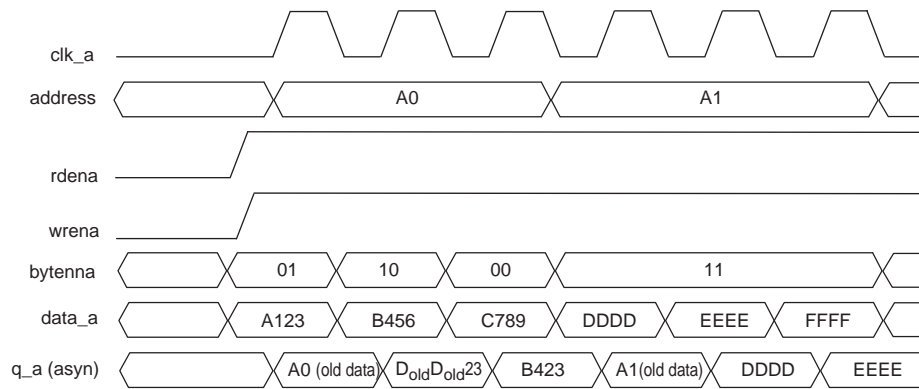 clk_a
address A0 A1
rdena
wrena
bytenna 01 10 00 11
data_a A123 B456 C789 DDDD EEEE FFFF
q_a (asyn) A0 (old data) DoldDold23 B423 A1(old data) DDDD EEEE